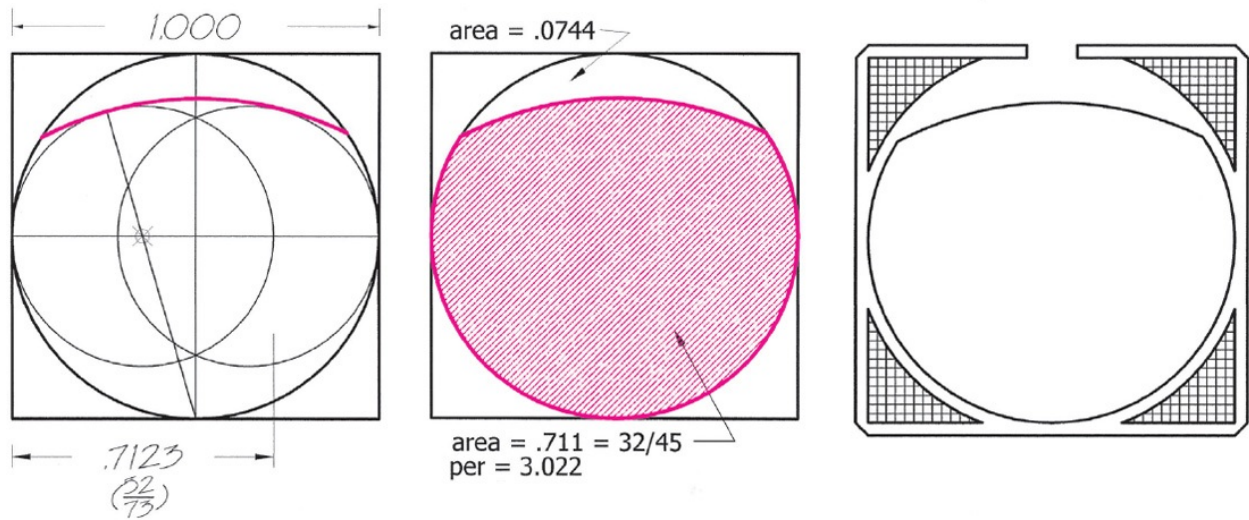 1.000
.7123
(52/73)
area = .0744
area = .711 = 32/45
per = 3.022